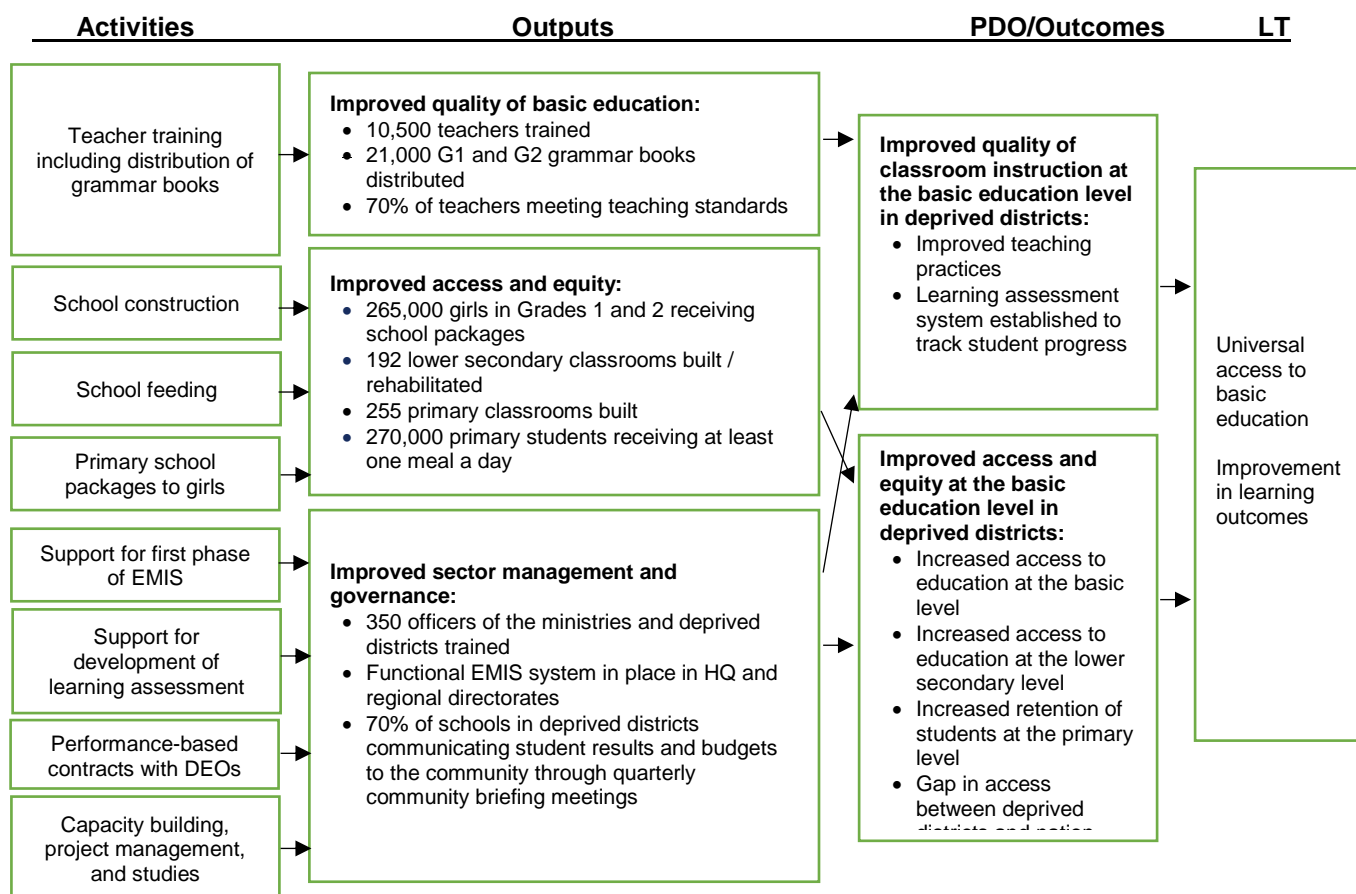 Activities
Outputs
PDO/Outcomes
LT
Teacher training
including distribution of
grammar books
School construction
School feeding
Primary school
packages to girls
Support for first phase
of EMIS
Support for
development of
learning assessment
Performance-based
contracts with DEOs
Capacity building,
project management,
and studies
Improved quality of basic education:
• 10,500 teachers trained
• 21,000 G1 and G2 grammar books
distributed
• 70% of teachers meeting teaching standards
Improved access and equity:
• 265,000 girls in Grades 1 and 2 receiving
school packages
• 192 lower secondary classrooms built /
rehabilitated
• 255 primary classrooms built
• 270,000 primary students receiving at least
one meal a day
Improved sector management and
governance:
• 350 officers of the ministries and deprived
districts trained
• Functional EMIS system in place in HQ and
regional directorates
• 70% of schools in deprived districts
communicating student results and budgets
to the community through quarterly
community briefing meetings
Improved quality of
classroom instruction at
the basic education level
in deprived districts:
• Improved teaching
practices
• Learning assessment
system established to
track student progress
Improved access and
equity at the basic
education level in
deprived districts:
• Increased access to
education at the basic
level
• Increased access to
education at the lower
secondary level
• Increased retention of
students at the primary
level
• Gap in access
between deprived
Universal
access to
basic
education
Improvement
in learning
outcomes